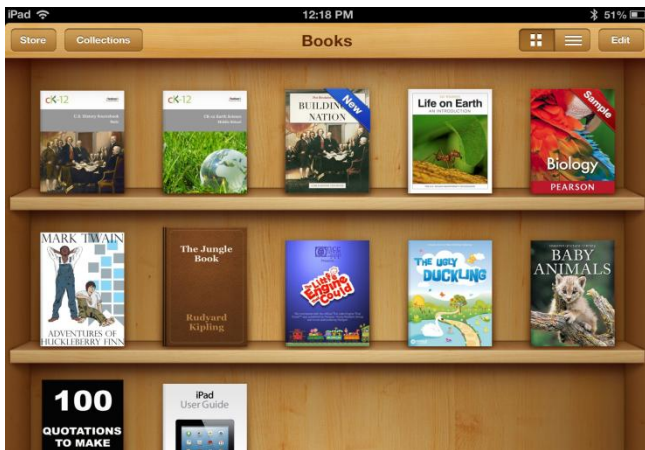 iPad 12:18 PM 51%
Store Collections Books Edit
cK-12
cK-12
BUILDING
NATION
New
Life on Earth
AN INTRODUCTION
Sample
Biology
PEARSON
MARK TWAIN
ADVENTURES OF
HUCKLEBERRY FINN
The Jungle
Book
Rudyard
Kipling
Little
Engine
Could
THE UGLY
DUCKLING
BABY
ANIMALS
100
QUOTATIONS
TO MAKE
iPad
User Guide